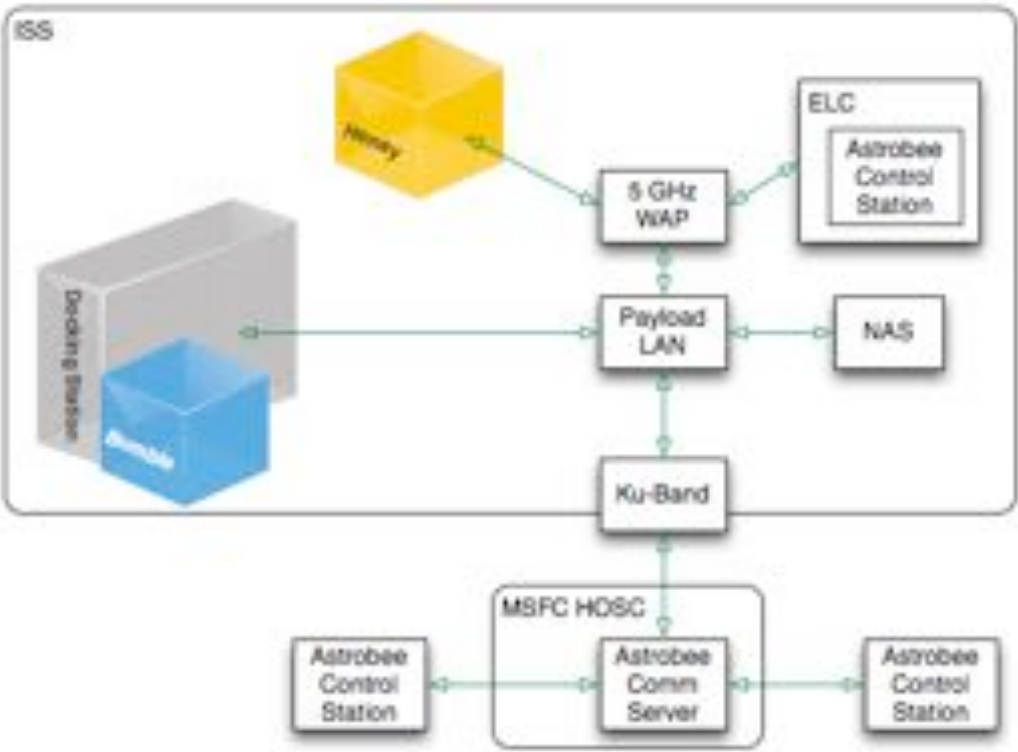 ISS
Honey
ELC
Astrobee
Control
Station
5 GHz
WAP
Docking Station
Payload
LAN
NAS
Bumble
Ku-Band
MSFC HOSC
Astrobee
Control
Station
Astrobee
Comm
Server
Astrobee
Control
Station